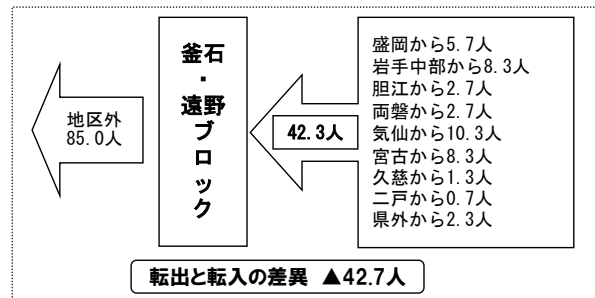 地区外
85.0人
釜石・遠野ブロック
42.3人
盛岡から5.7人
岩手中部から8.3人
胆江から2.7人
両磐から2.7人
気仙から10.3人
宮古から8.3人
久慈から1.3人
二戸から0.7人
県外から2.3人
転出と転入の差異 ▲42.7人